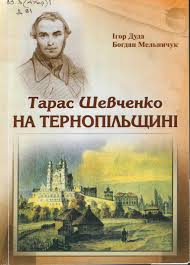 Ігор Дуда
Богдан Мельничук
Тарас Шевченко
НА ТЕРНОПІЛЬЩИНІ